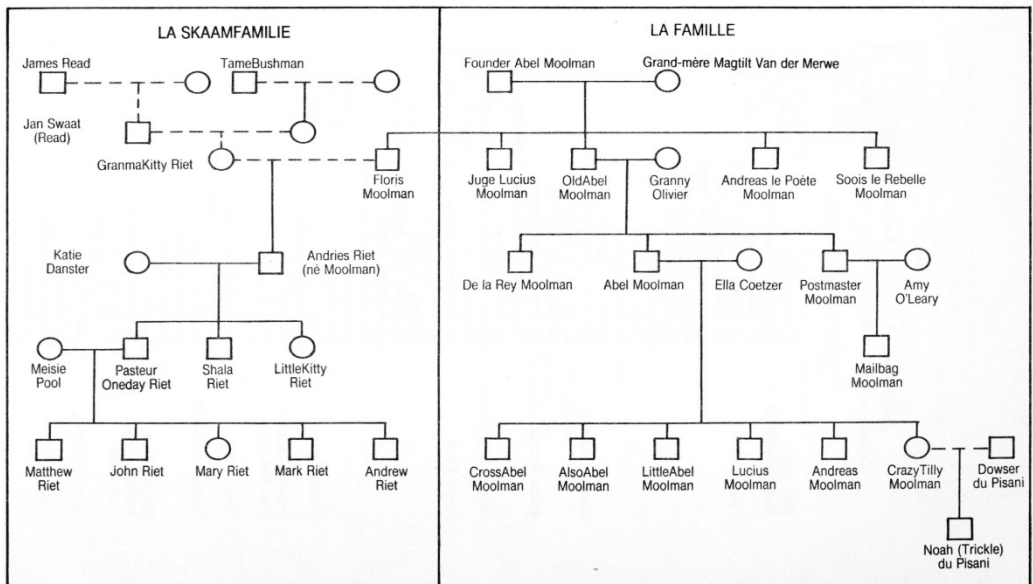 LA SKAAMFAMILIE
LA FAMILLE
James Read
TameBushman
Founder Abel Moolman
Grand-mère Magtilt Van der Merwe
Jan Swaat
(Read)
GranmaKitty Riet
Floris
Moolman
Juge Lucius
Moolman
OldAbel
Moolman
Granny
Olivier
Andreas le Poète
Moolman
Soois le Rebelle
Moolman
Katie
Danster
Andries Riet
(né Moolman)
De la Rey Moolman
Abel Moolman
Ella Coetzer
Postmaster
Moolman
Amy
O'Leary
Meisie
Pool
Pasteur
Oneday Riet
Shala
Riet
LittleKitty
Riet
Mailbag
Moolman
Matthew
Riet
John Riet
Mary Riet
Mark Riet
Andrew
Riet
CrossAbel
Moolman
AlsoAbel
Moolman
LittleAbel
Moolman
Lucius
Moolman
Andreas
Moolman
CrazyTilly
Moolman
Dowser
du Pisani
Noah (Trickle)
du Pisani